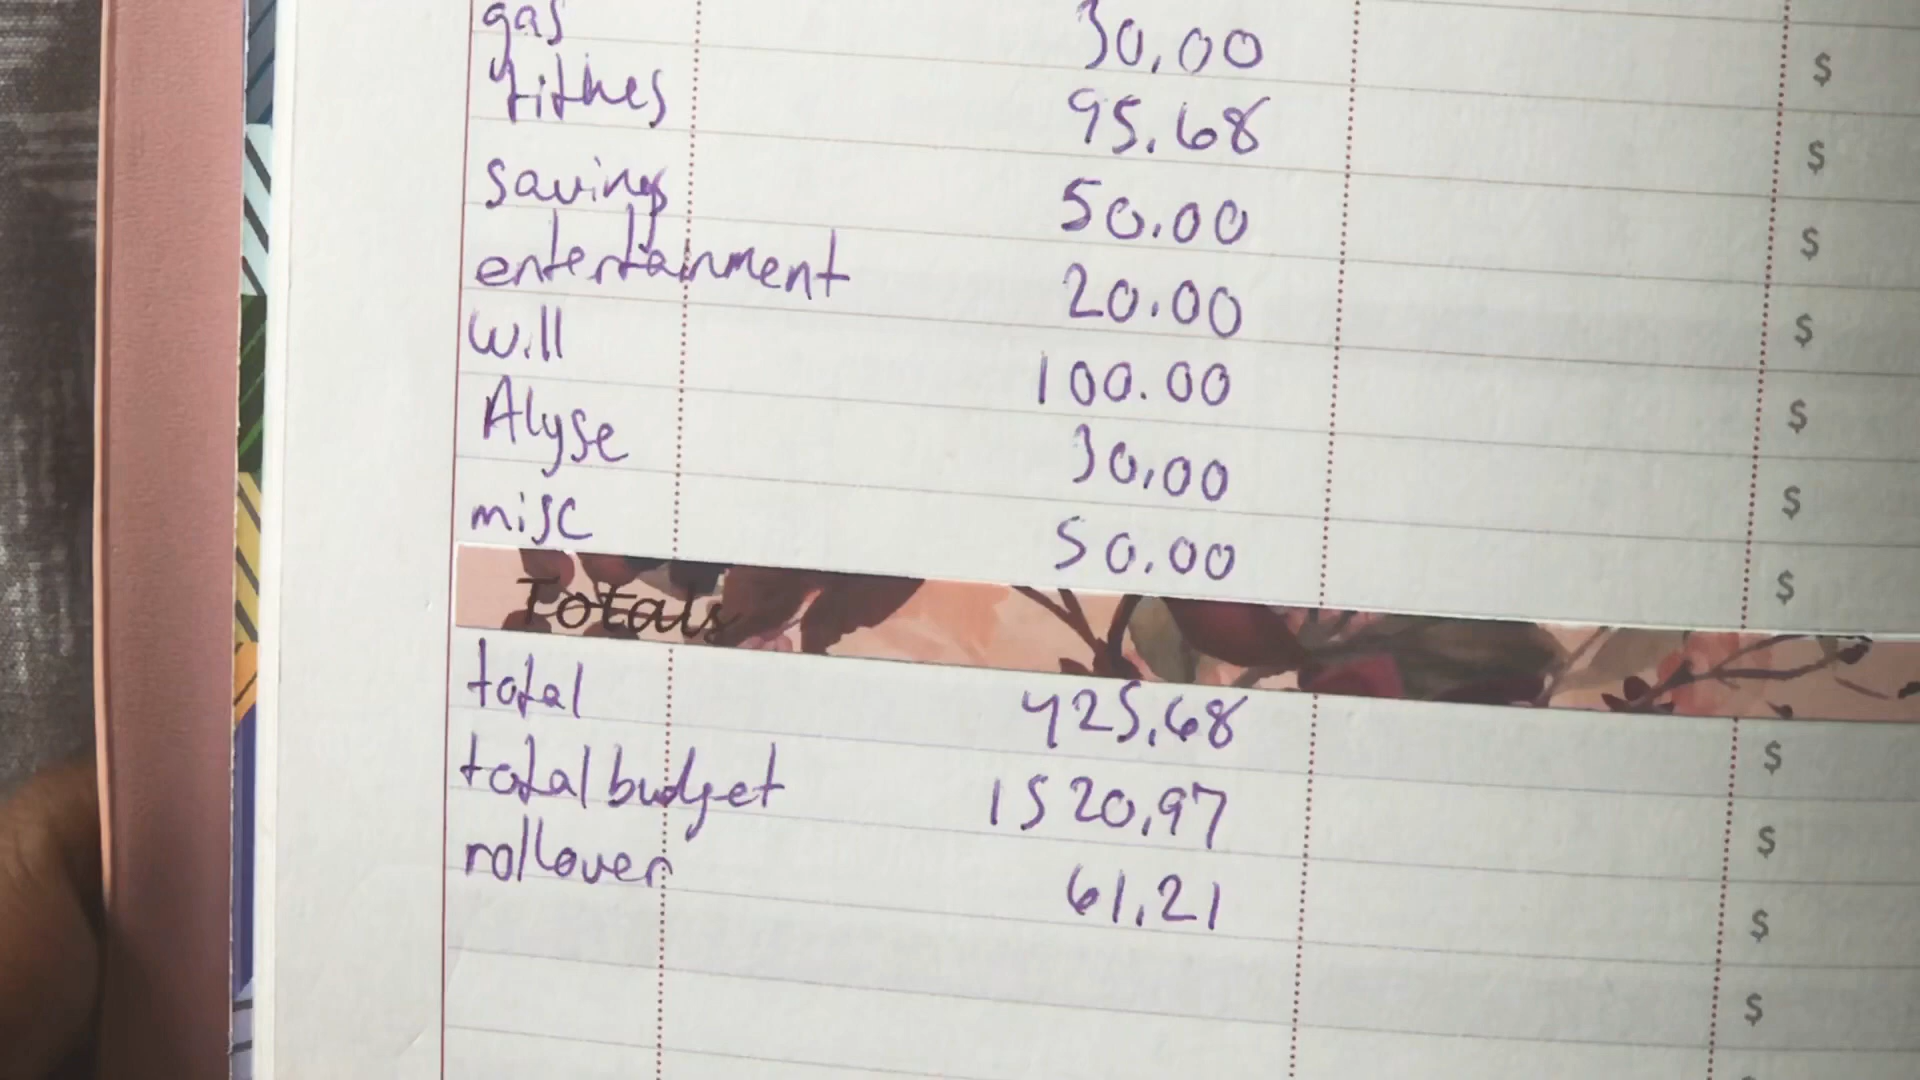 gas 30.00 $
tithes 95.68 $
savings 50.00 $
entertainment 20.00 $
Will 100.00 $
Alyse 30.00 $
misc 50.00 $
Totals
total 425.68 $
total budget 1520.97 $
rollover 61.21 $
$